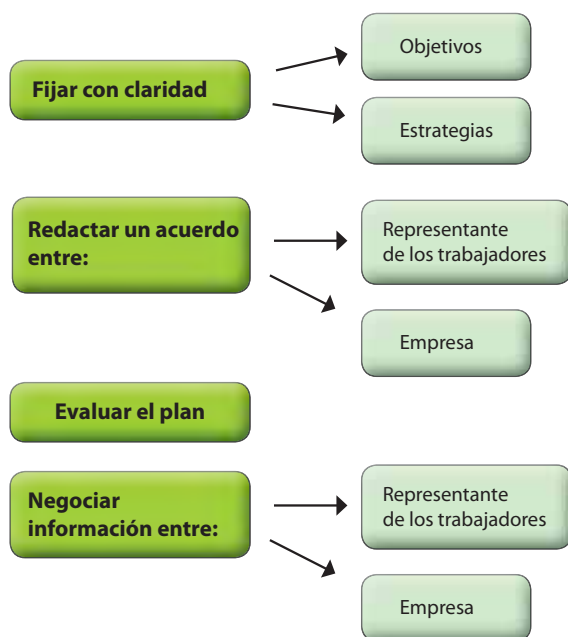 Fijar con claridad
Objetivos
Estrategias
Redactar un acuerdo
entre:
Representante
de los trabajadores
Empresa
Evaluar el plan
Negociar
información entre:
Representante
de los trabajadores
Empresa